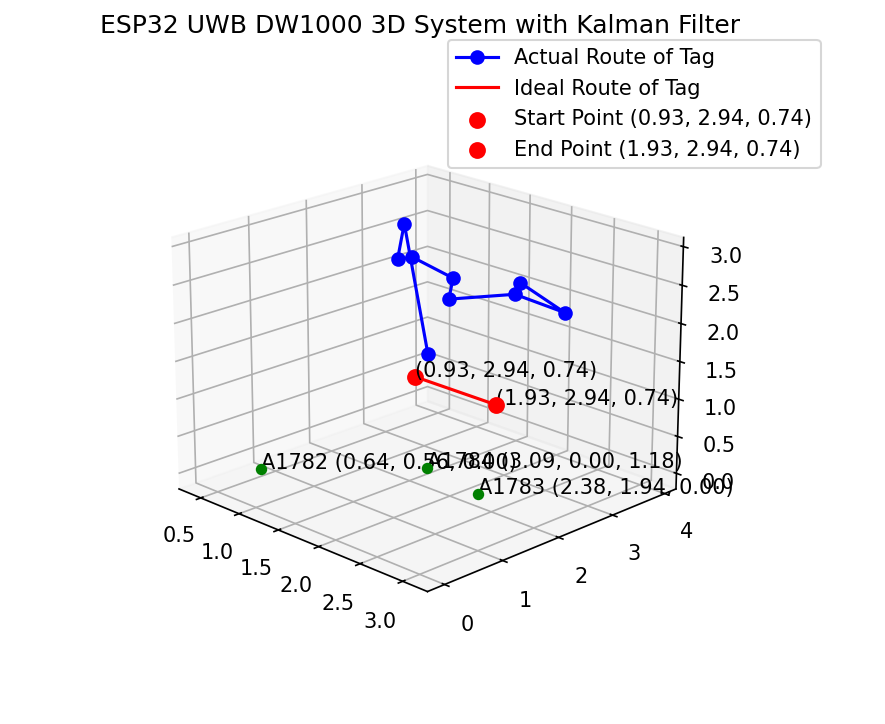 ESP32 UWB DW1000 3D System with Kalman Filter
Actual Route of Tag
Ideal Route of Tag
Start Point (0.93, 2.94, 0.74)
End Point (1.93, 2.94, 0.74)
(0.93, 2.94, 0.74)
(1.93, 2.94, 0.74)
A1782 (0.64, 0.56, 0.00)
(3.09, 0.00, 1.18)
A1783 (2.38, 1.94, 0.00)
3.0
2.5
2.0
1.5
1.0
0.5
0.0
0.5
1.0
1.5
2.0
2.5
3.0
0
1
2
3
4